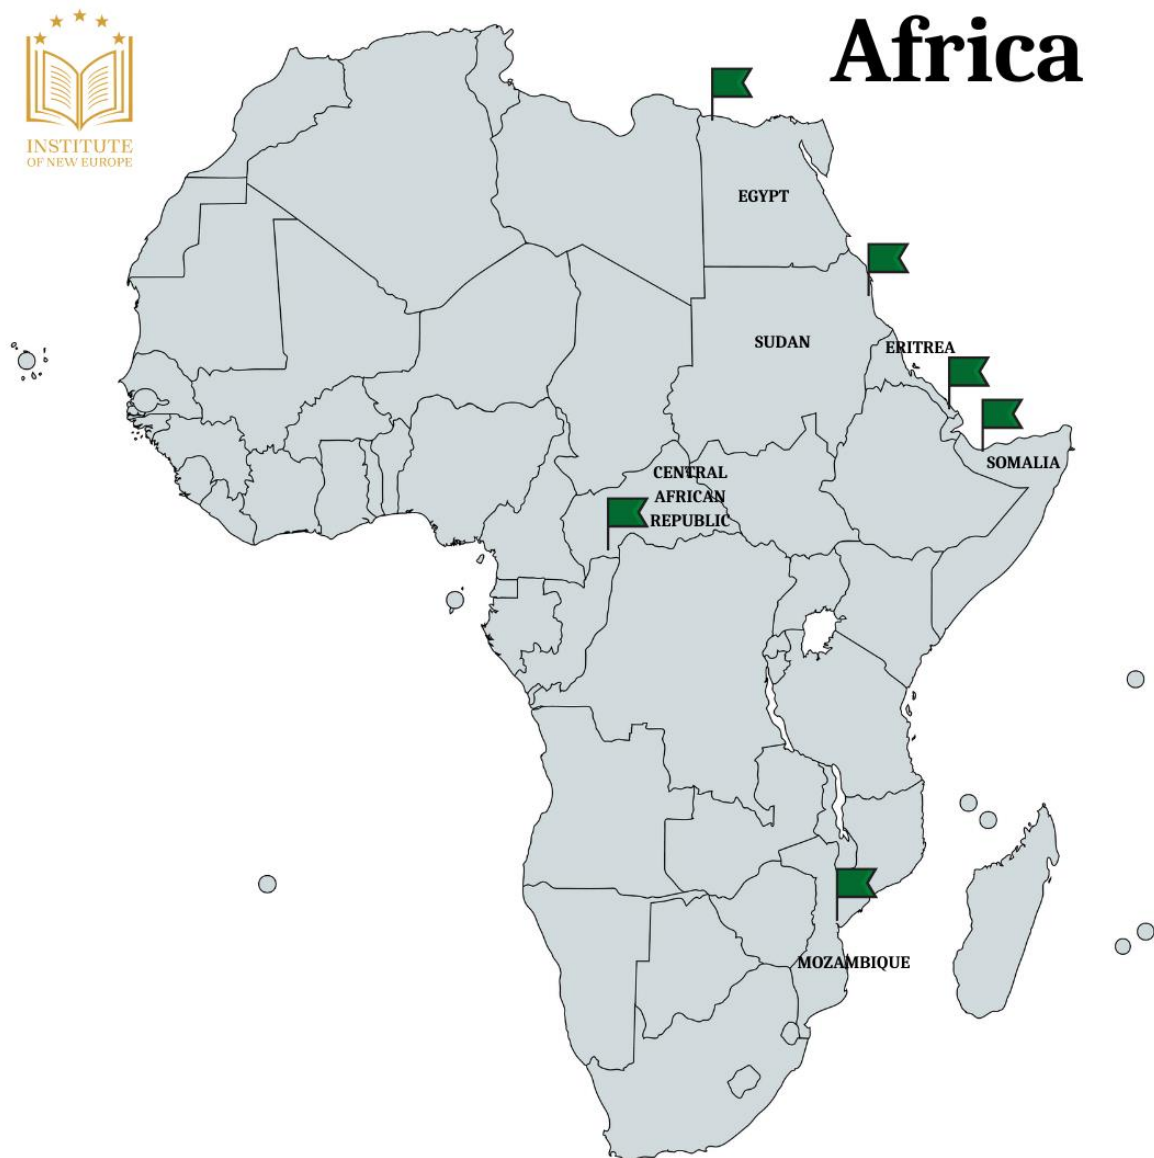 Africa
INSTITUTE
OF NEW EUROPE
EGYPT
SUDAN
ERITREA
SOMALIA
CENTRAL
AFRICAN
REPUBLIC
MOZAMBIQUE